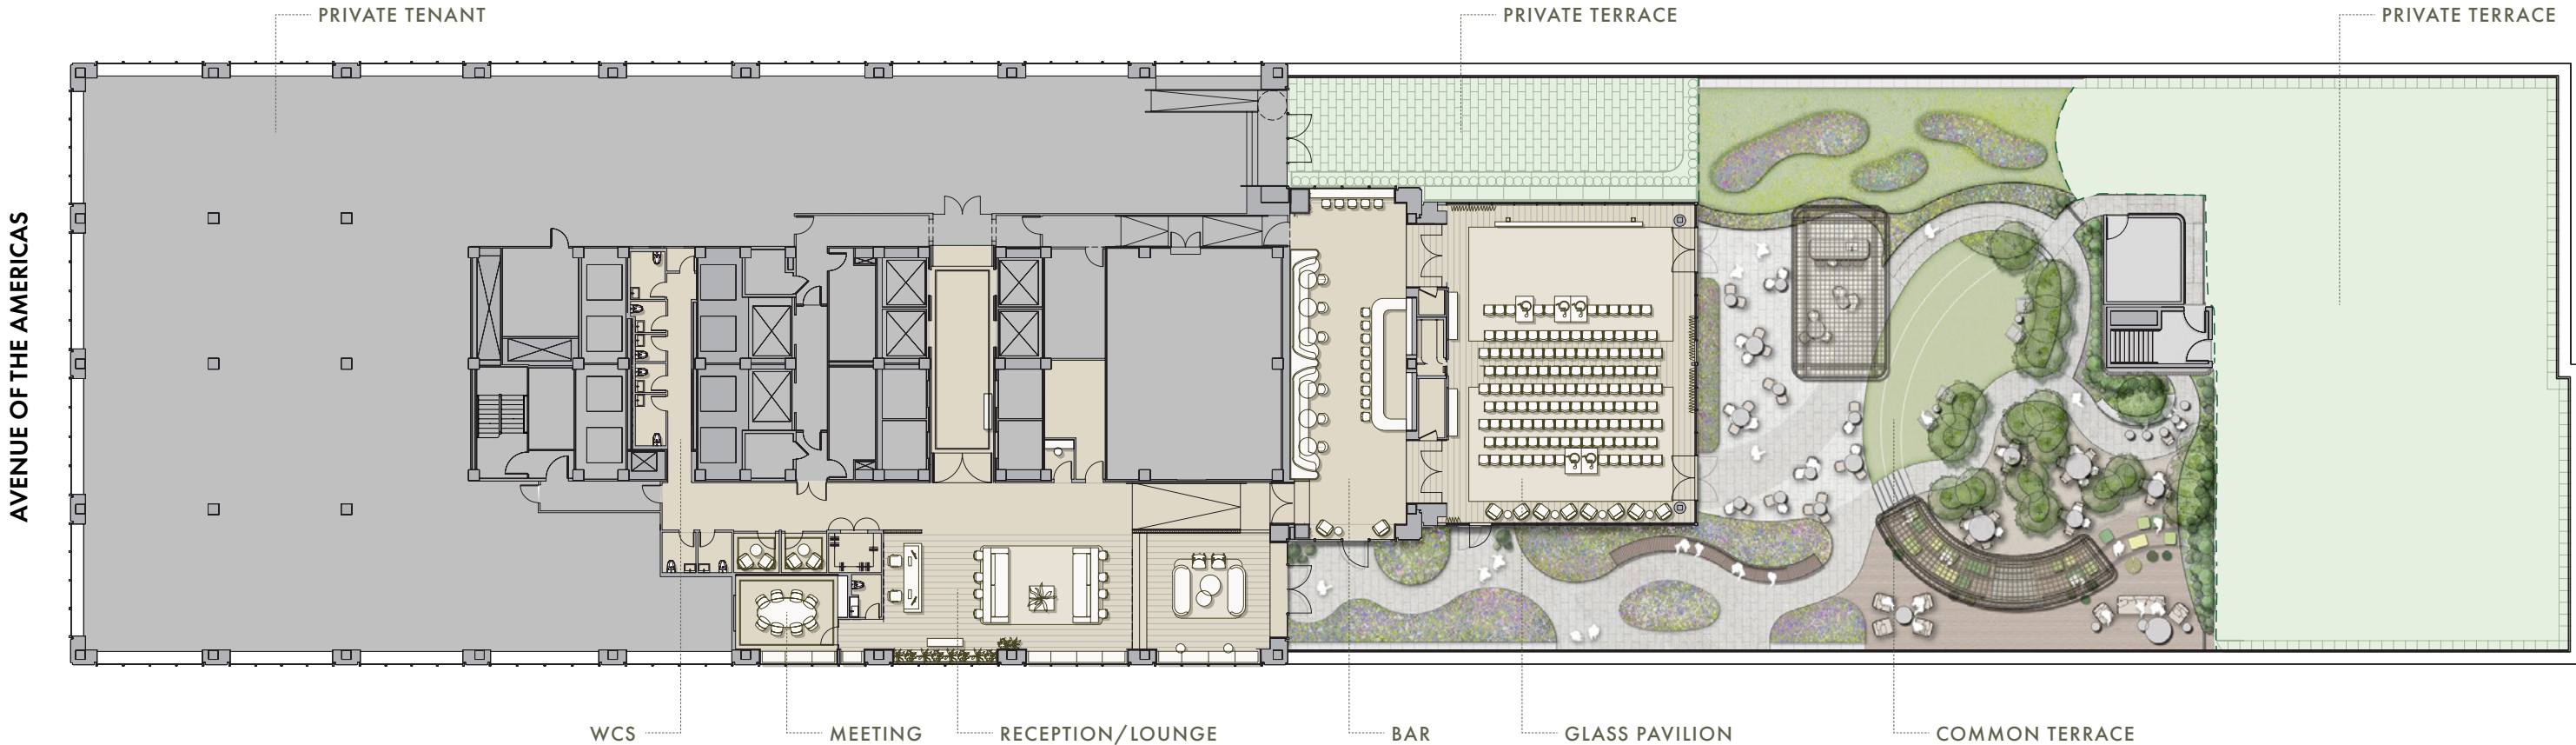 PRIVATE TENANT
PRIVATE TERRACE
PRIVATE TERRACE
AVENUE OF THE AMERICAS
WCS
MEETING
RECEPTION/LOUNGE
BAR
GLASS PAVILION
COMMON TERRACE